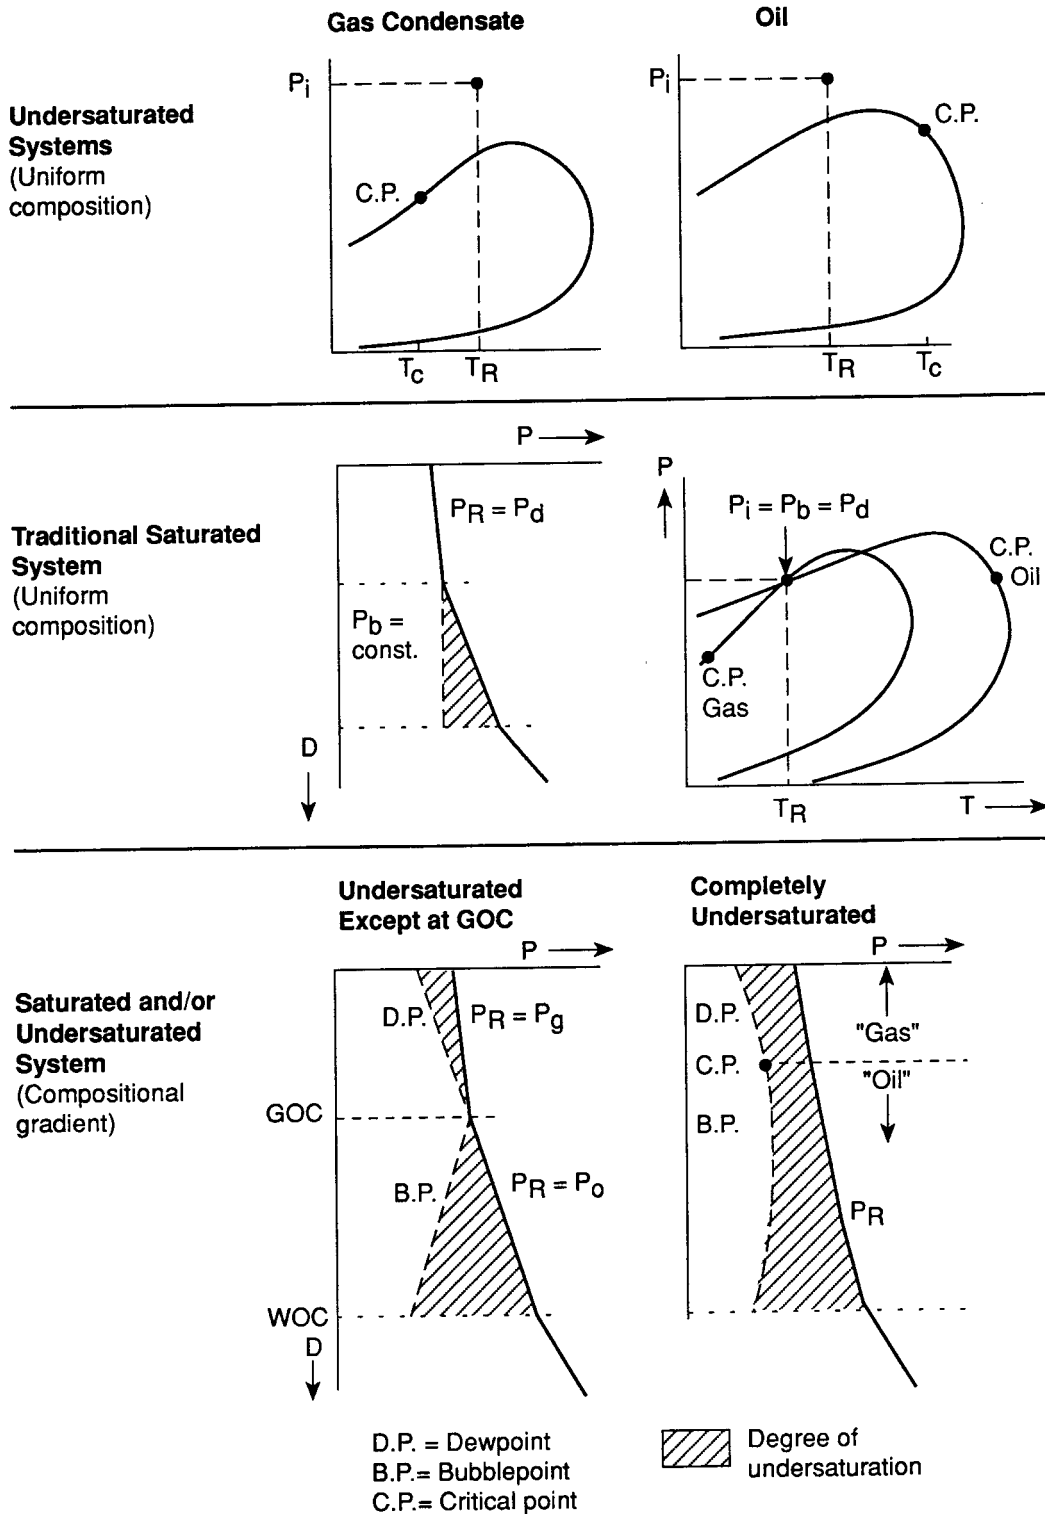 Gas Condensate
Oil
Undersaturated
Systems
(Uniform
composition)
Pi
C.P.
Tc
TR
Pi
C.P.
TR
Tc
Traditional Saturated
System
(Uniform
composition)
P
PR = Pd
Pb =
const.
D
P
Pi = Pb = Pd
C.P.
Oil
C.P.
Gas
TR
T
Undersaturated
Except at GOC
Completely
Undersaturated
Saturated and/or
Undersaturated
System
(Compositional
gradient)
P
D.P.
PR = Pg
GOC
B.P.
PR = Po
WOC
D
P
D.P.
"Gas"
C.P.
"Oil"
B.P.
PR
D.P. = Dewpoint
B.P.= Bubblepoint
C.P.= Critical point
Degree of
undersaturation